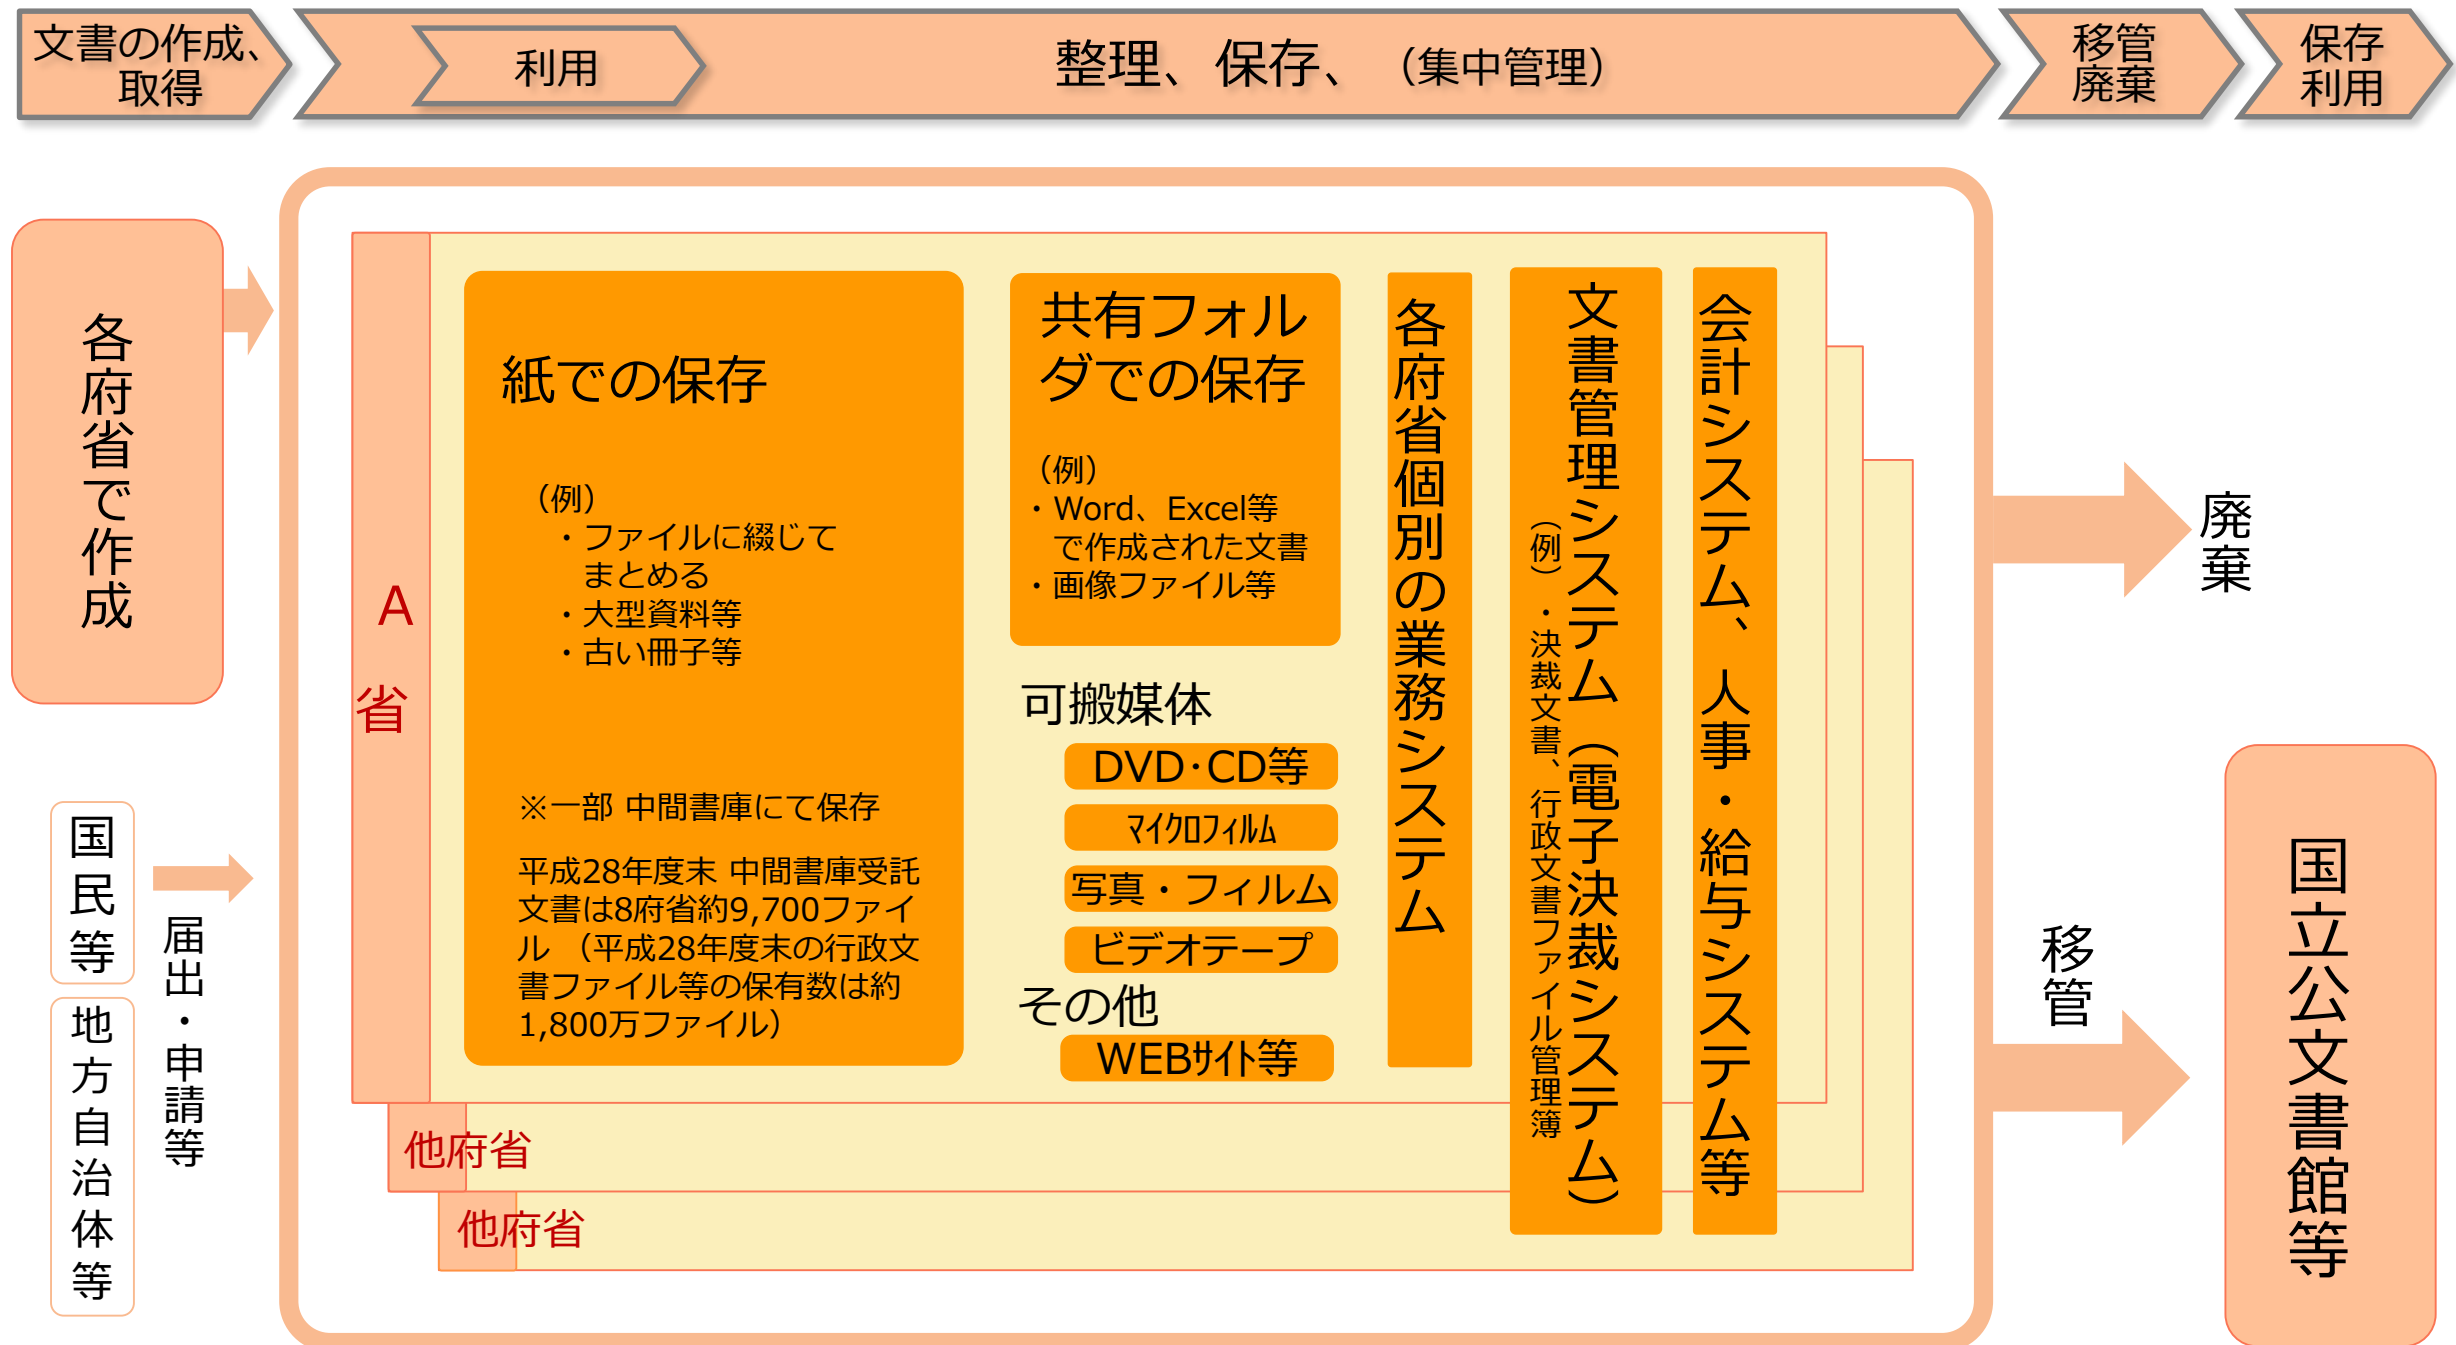 文書の作成、
取得
利用
整理、保存、（集中管理）
移管
廃棄
保存
利用
各府省で作成
国民等
地方自治体等
届出・申請等
A
省
他府省
他府省
紙での保存
（例）
・ファイルに綴じて
まとめる
・大型資料等
・古い冊子等
※一部 中間書庫にて保存
平成28年度末 中間書庫受託
文書は8府省約9,700ファイ
ル （平成28年度末の行政文
書ファイル等の保有数は約
1,800万ファイル）
共有フォル
ダでの保存
（例）
・Word、Excel等
で作成された文書
・画像ファイル等
可搬媒体
DVD･CD等
ﾏｲｸﾛﾌｨﾙﾑ
写真・フィルム
ビデオテープ
その他
WEBｻｲﾄ等
各府省個別の業務システム
文書管理システム（電子決裁システム）
（例）・決裁文書、行政文書ファイル管理簿
会計システム、人事・給与システム等
廃棄
移管
国立公文書館等